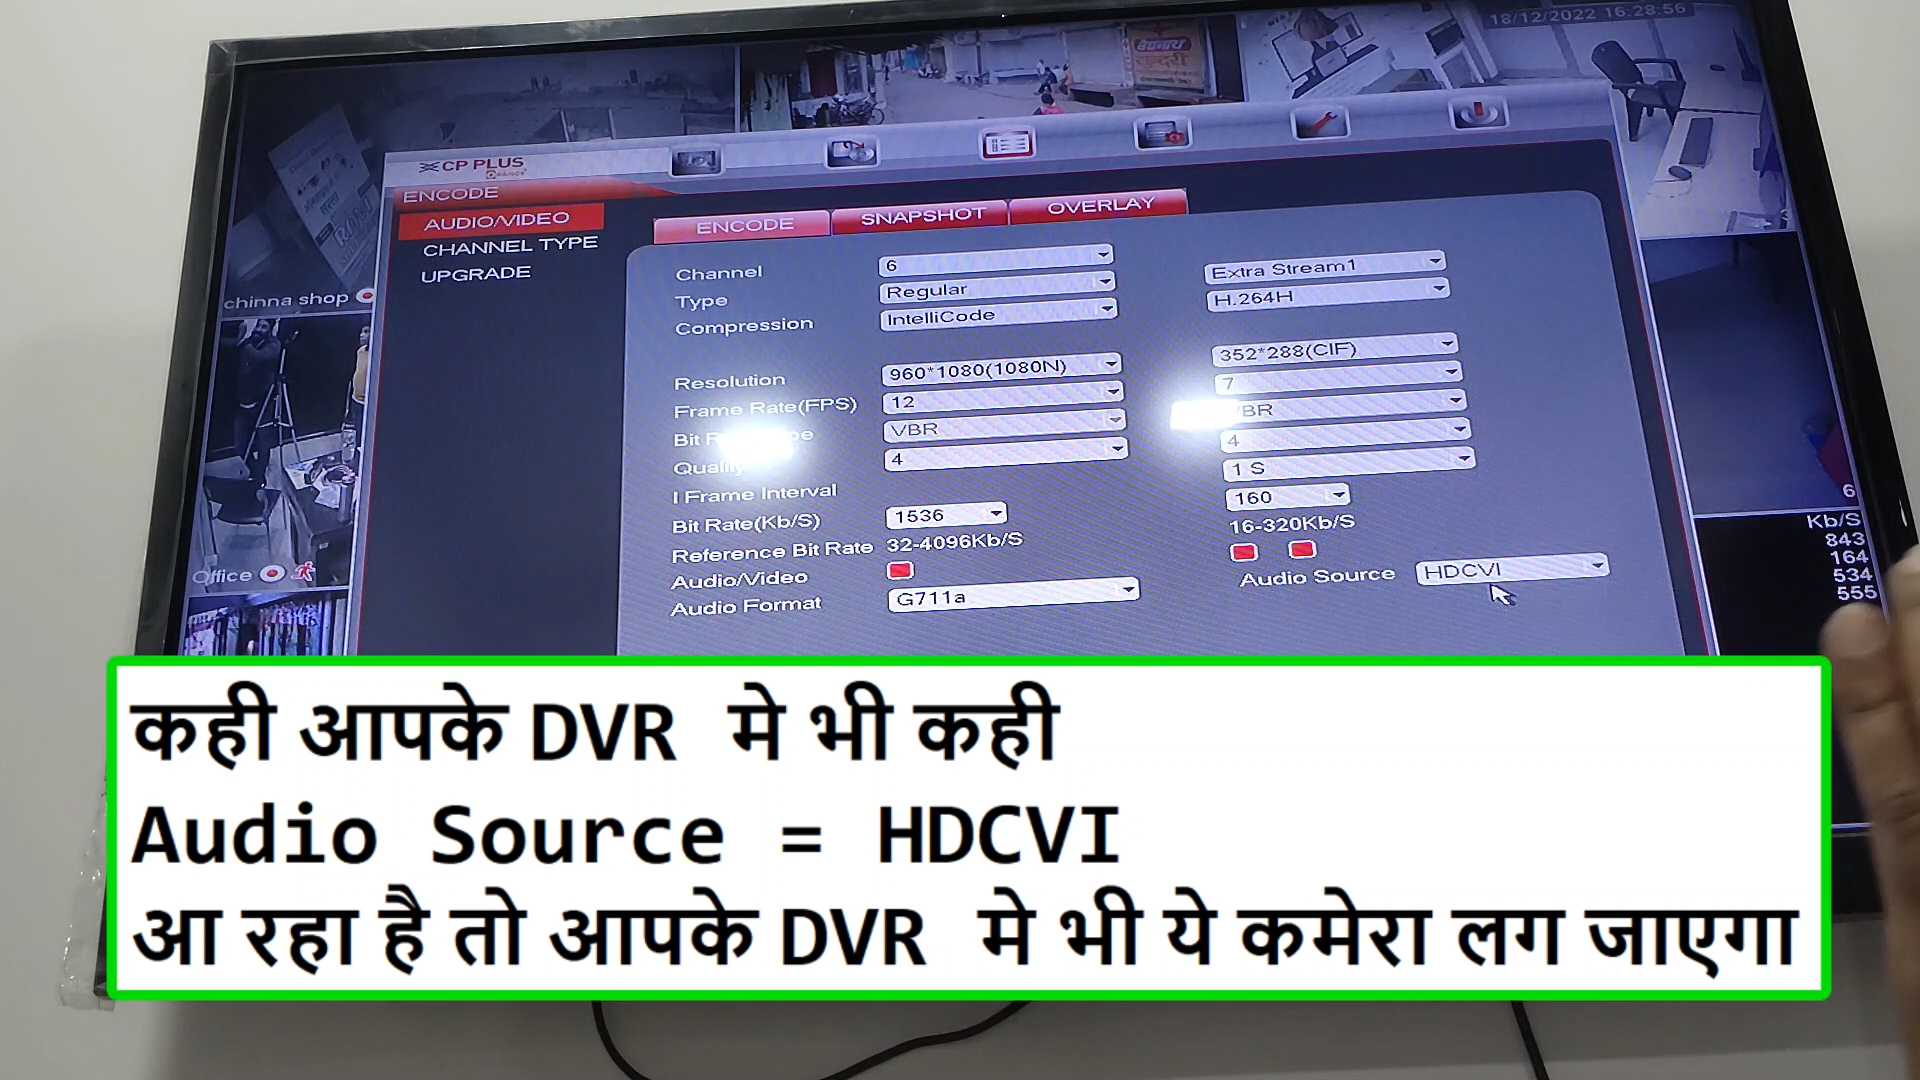 18/12/2022 16:28:56
CP PLUS
ORANGE
ENCODE
AUDIO/VIDEO
CHANNEL TYPE
UPGRADE
ENCODE SNAPSHOT OVERLAY
Channel 6 Extra Stream1
Type Regular H.264H
Compression IntelliCode
Resolution 960*1080(1080N) 352*288(CIF)
Frame Rate(FPS) 12 7
Bit VBR VBR
Quality 4 4
I Frame Interval 1 S
Bit Rate(Kb/S) 1536 160
Reference Bit Rate 32-4096Kb/S 16-320Kb/S
Audio/Video
Audio Format G711a Audio Source HDCVI
chinna shop
Office
6
Kb/S
843
164
534
555
कही आपके DVR मे भी कही
Audio Source = HDCVI
आ रहा है तो आपके DVR मे भी ये कमेरा लग जाएगा